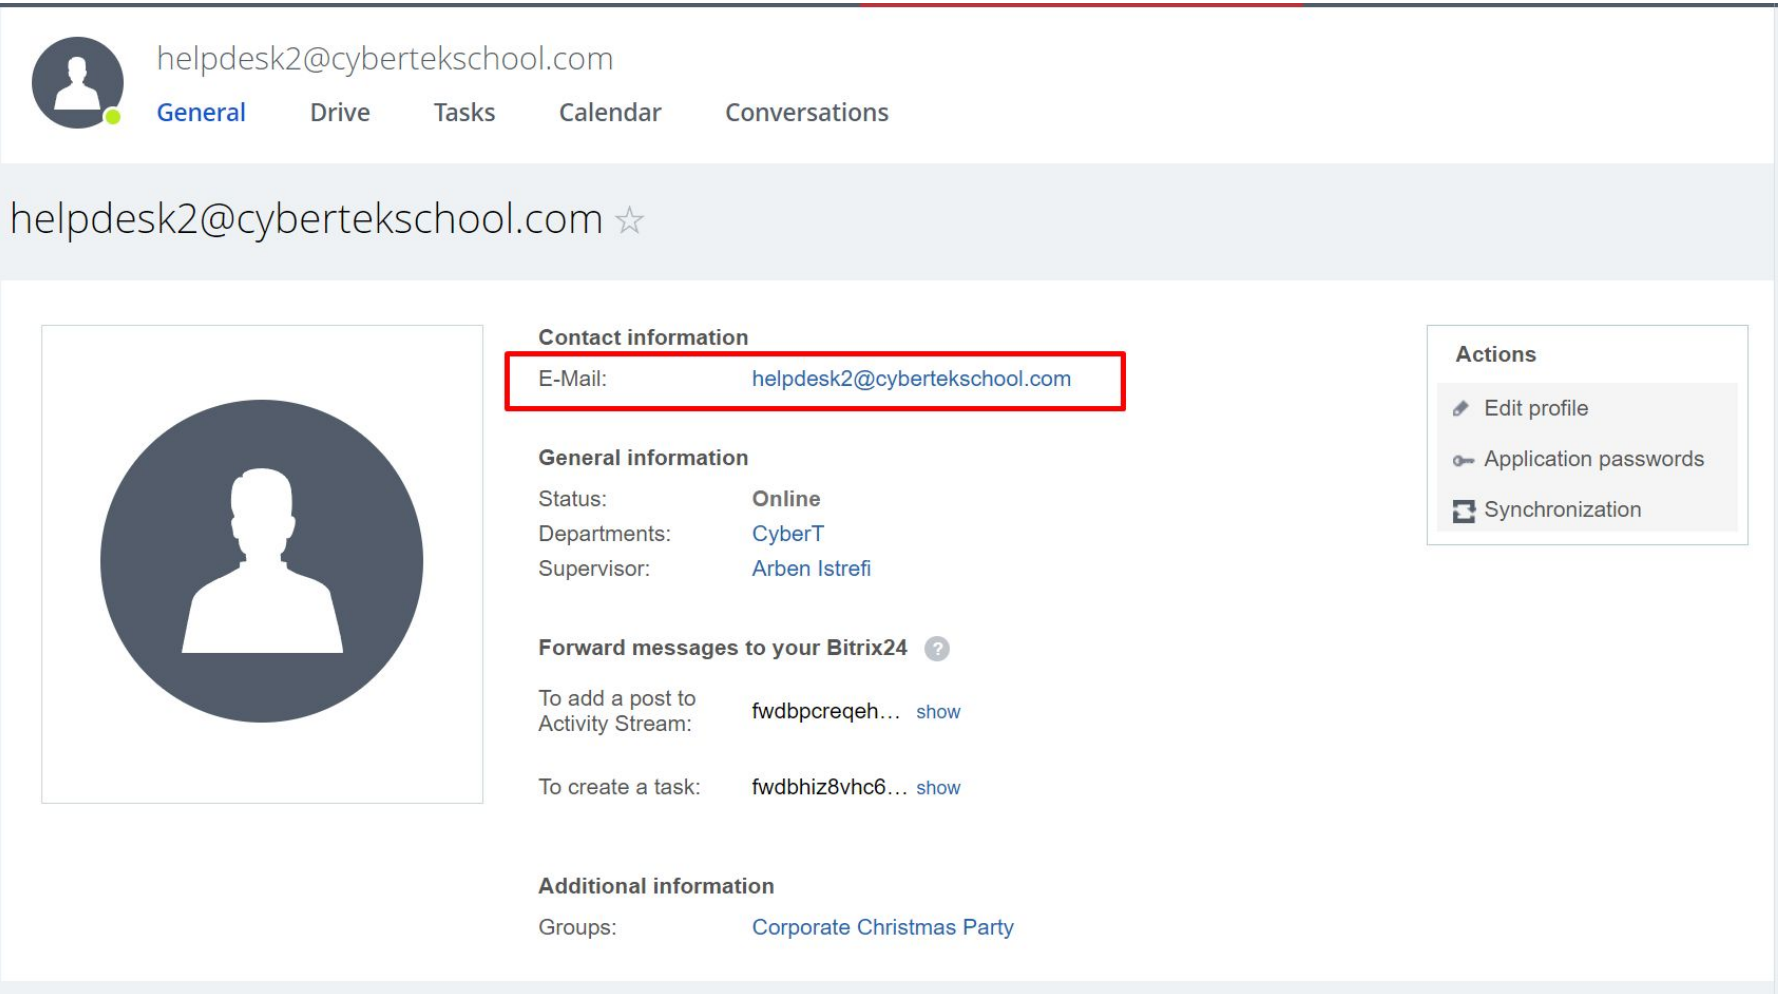 helpdesk2@cybertekschool.com
General Drive Tasks Calendar Conversations
helpdesk2@cybertekschool.com
Contact information
E-Mail: helpdesk2@cybertekschool.com
General information
Status: Online
Departments: CyberT
Supervisor: Arben Istrefi
Forward messages to your Bitrix24 ?
To add a post to
Activity Stream: fwdbpcreqeh... show
To create a task: fwdbhiz8vhc6... show
Additional information
Groups: Corporate Christmas Party
Actions
Edit profile
Application passwords
Synchronization